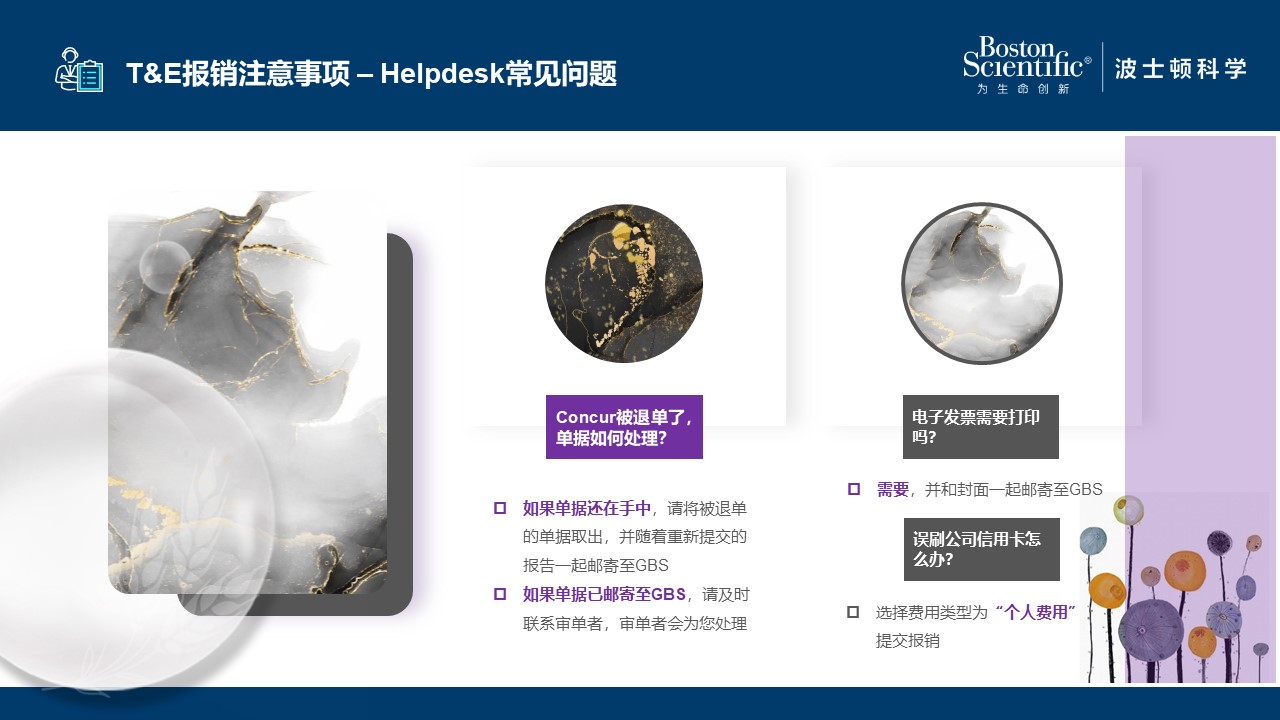 T&E报销注意事项 – Helpdesk常见问题
Boston
Scientific®
为生命创新
波士顿科学
Concur被退单了，
单据如何处理？
如果单据还在手中，请将被退单
的单据取出，并随着重新提交的
报告一起邮寄至GBS
如果单据已邮寄至GBS，请及时
联系审单者，审单者会为您处理
电子发票需要打印
吗？
需要，并和封面一起邮寄至GBS
误刷公司信用卡怎
么办？
选择费用类型为“个人费用”
提交报销